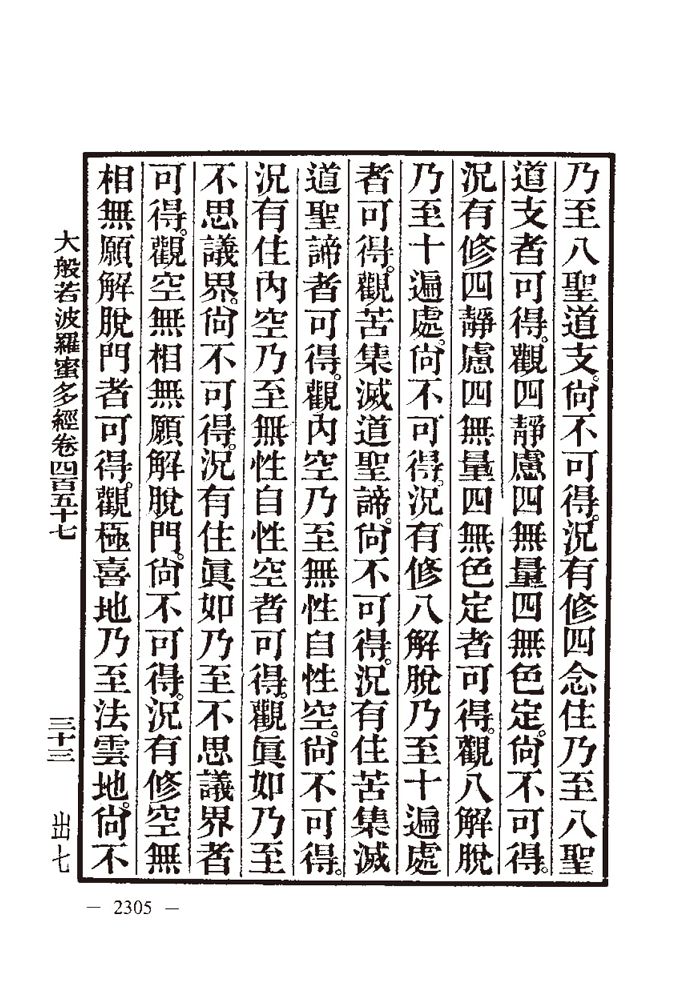 乃至八聖道支。尙不可得。況有修四念住乃至八聖
道支者可得。觀四靜慮四無量四無色定。尙不可得。
況有修四靜慮四無量四無色定者可得。觀八解脫
乃至十遍處。尙不可得。況有修八解脫乃至十遍處
者可得。觀苦集滅道聖諦。尙不可得。況有住苦集滅
道聖諦者可得。觀內空乃至無性自性空。尙不可得。
況有住內空乃至無性自性空者可得。觀眞如乃至
不思議界。尙不可得。況有住眞如乃至不思議界者
可得。觀空無相無願解脫門。尙不可得。況有修空無
相無願解脫門者可得。觀極喜地乃至法雲地。尙不
大般若波羅蜜多經卷四百五十七 三十三 出七
— 2305 —